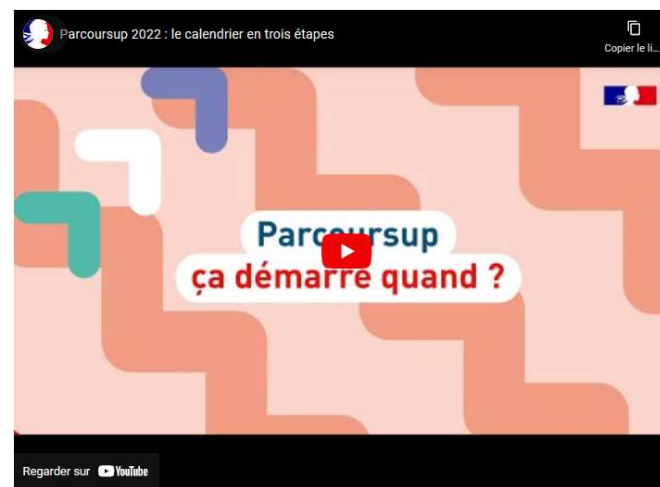 Parcoursup 2022 : le calendrier en trois étapes
Copier le li...
Parcoursup
ça démarre quand ?
Regarder sur YouTube